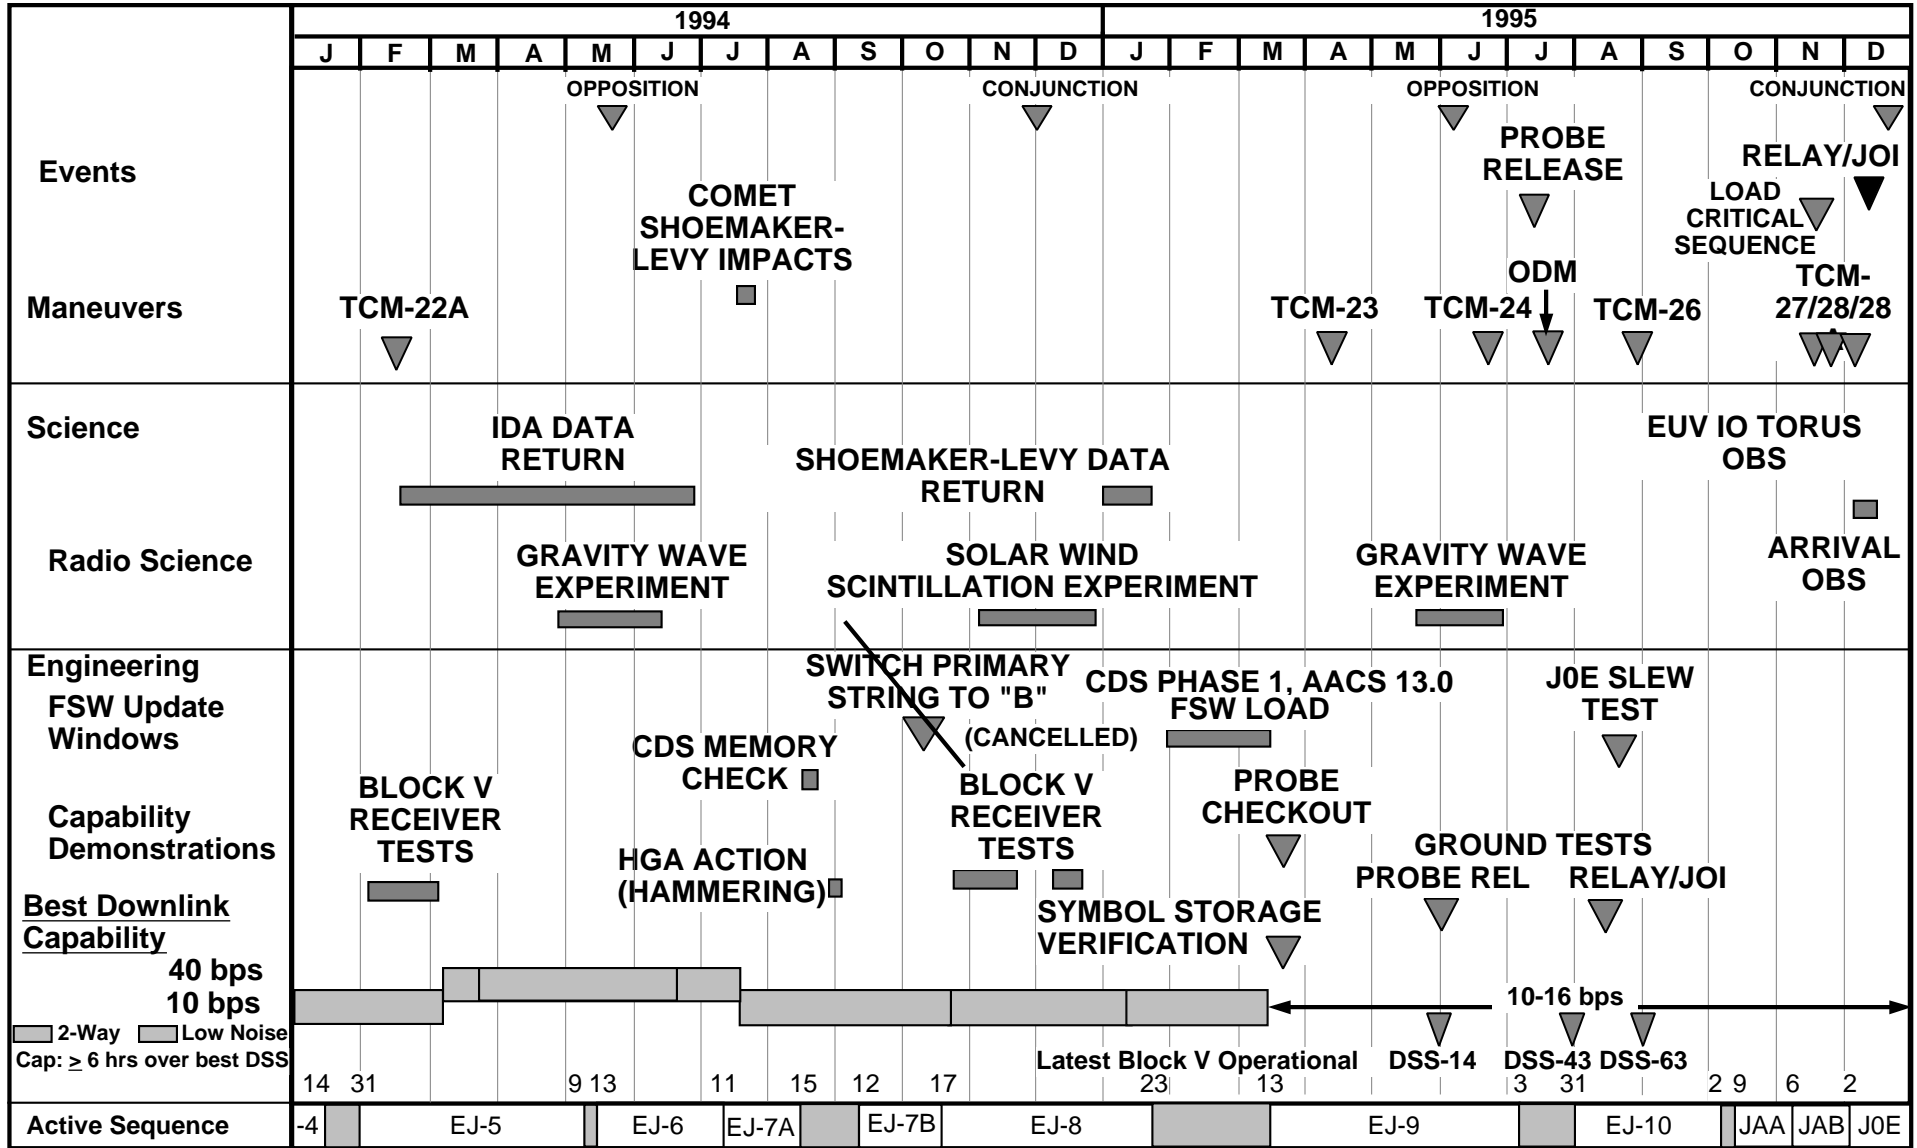 1994 1995
J F M A M J J A S O N D J F M A M J J A S O N D
OPPOSITION CONJUNCTION OPPOSITION CONJUNCTION
Events
COMET
SHOEMAKER-
LEVY IMPACTS
PROBE
RELEASE
RELAY/JOI
LOAD
CRITICAL
SEQUENCE
Maneuvers
TCM-22A
TCM-23
TCM-24
ODM
TCM-26
TCM-
27/28/28
Science
IDA DATA
RETURN
SHOEMAKER-LEVY DATA
RETURN
EUV IO TORUS
OBS
Radio Science
GRAVITY WAVE
EXPERIMENT
SOLAR WIND
SCINTILLATION EXPERIMENT
GRAVITY WAVE
EXPERIMENT
ARRIVAL
OBS
Engineering
FSW Update
Windows
SWITCH PRIMARY
STRING TO "B"
(CANCELLED)
CDS PHASE 1, AACS 13.0
FSW LOAD
J0E SLEW
TEST
CDS MEMORY
CHECK
Capability
Demonstrations
BLOCK V
RECEIVER
TESTS
HGA ACTION
(HAMMERING)
BLOCK V
RECEIVER
TESTS
PROBE
CHECKOUT
GROUND TESTS
PROBE REL RELAY/JOI
SYMBOL STORAGE
VERIFICATION
Best Downlink
Capability
40 bps
10 bps
10-16 bps
2-Way Low Noise
Cap: ≥ 6 hrs over best DSS
Latest Block V Operational DSS-14 DSS-43 DSS-63
14 31 9 13 11 15 12 17 23 13 3 31 2 9 6 2
Active Sequence
-4 EJ-5 EJ-6 EJ-7A EJ-7B EJ-8 EJ-9 EJ-10 JAA JAB J0E